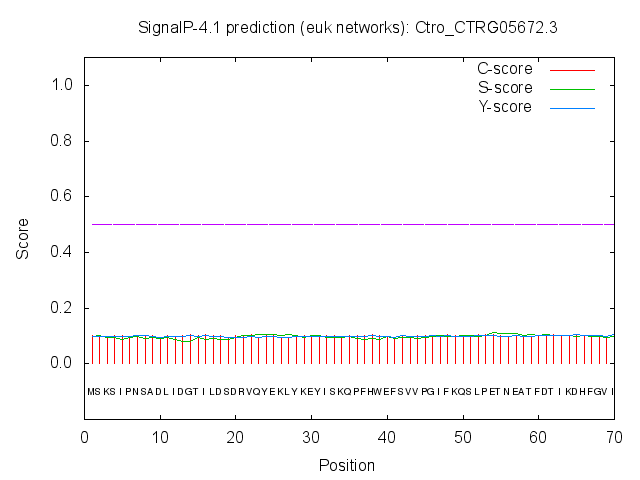 SignalP-4.1 prediction (euk networks): Ctro_CTRG05672.3
C-score
S-score
Y-score
1.0
0.8
0.6
0.4
0.2
0.0
Score
MSKSIPNSADLIDGTILDSDRVQYEKLYKEYISKQPFHWEFSVVPGIFKQSLPETNEATFDTIKDHFGVI
0 10 20 30 40 50 60 70
Position